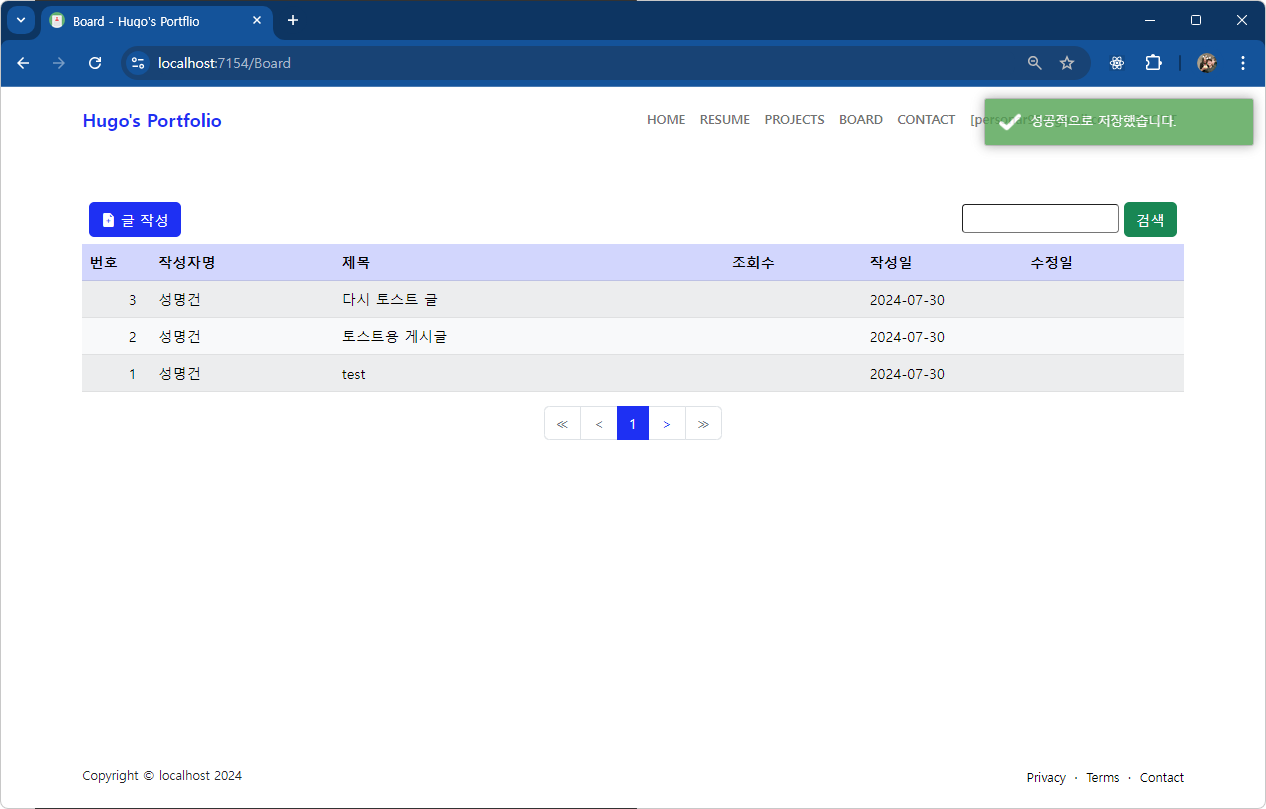 Board - Hugo's Portflio
localhost:7154/Board
Hugo's Portfolio
HOME RESUME PROJECTS BOARD CONTACT
성공적으로 저장했습니다.
글 작성
검색
번호 작성자명 제목 조회수 작성일 수정일
3 성명건 다시 토스트 글 2024-07-30
2 성명건 토스트용 게시글 2024-07-30
1 성명건 test 2024-07-30
≪ < 1 > ≫
Copyright © localhost 2024
Privacy · Terms · Contact